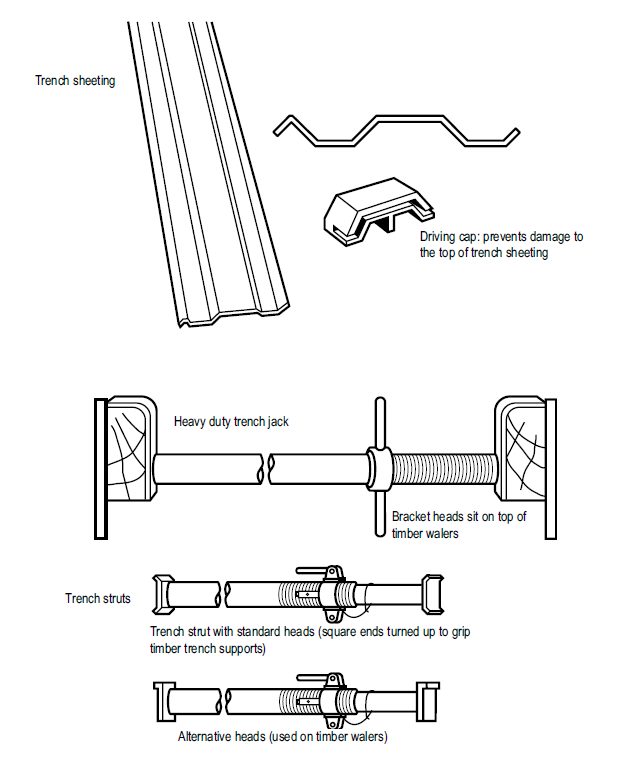 Trench sheeting
Driving cap: prevents damage to
the top of trench sheeting
Heavy duty trench jack
Bracket heads sit on top of
timber walers
Trench struts
Trench strut with standard heads (square ends turned up to grip
timber trench supports)
Alternative heads (used on timber walers)